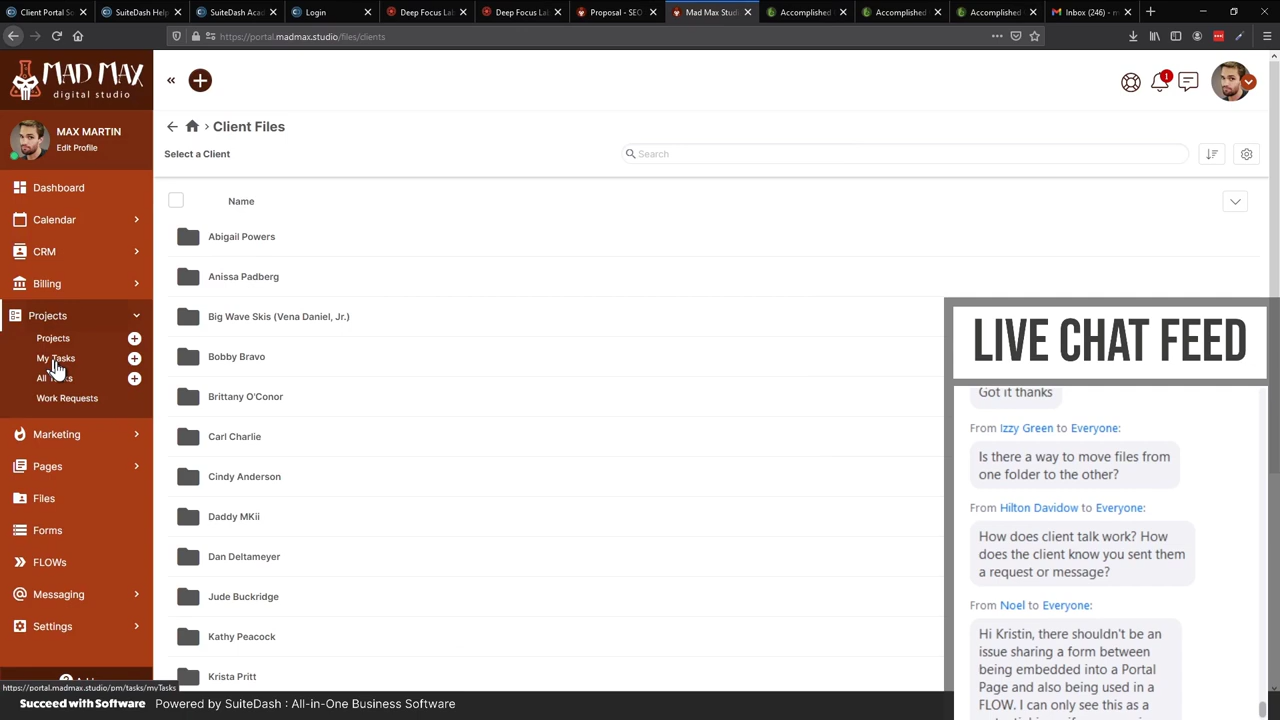 Client Portal So
SuiteDash Help
SuiteDash Acad
Login
Deep Focus Lab
Deep Focus Lab
Proposal - SEO
Mad Max Studi
Accomplished
Accomplished
Accomplished
Inbox (246) - m
https://portal.madmax.studio/files/clients
MAD MAX
digital studio
1
MAX MARTIN
Edit Profile
Client Files
Select a Client
Search
Dashboard
Calendar
CRM
Billing
Projects
Projects
My Tasks
All Tasks
Work Requests
Marketing
Pages
Files
Forms
FLOWs
Messaging
Settings
Name
Abigail Powers
Anissa Padberg
Big Wave Skis (Vena Daniel, Jr.)
Bobby Bravo
Brittany O'Conor
Carl Charlie
Cindy Anderson
Daddy MKii
Dan Deltameyer
Jude Buckridge
Kathy Peacock
Krista Pritt
LIVE CHAT FEED
Got it thanks
From Izzy Green to Everyone:
Is there a way to move files from
one folder to the other?
From Hilton Davidow to Everyone:
How does client talk work? How
does the client know you sent them
a request or message?
From Noel to Everyone:
Hi Kristin, there shouldn't be an
issue sharing a form between
being embedded into a Portal
Page and also being used in a
FLOW. I can only see this as a
https://portal.madmax.studio/pm/tasks/myTasks
Succeed with Software
Powered by SuiteDash : All-in-One Business Software